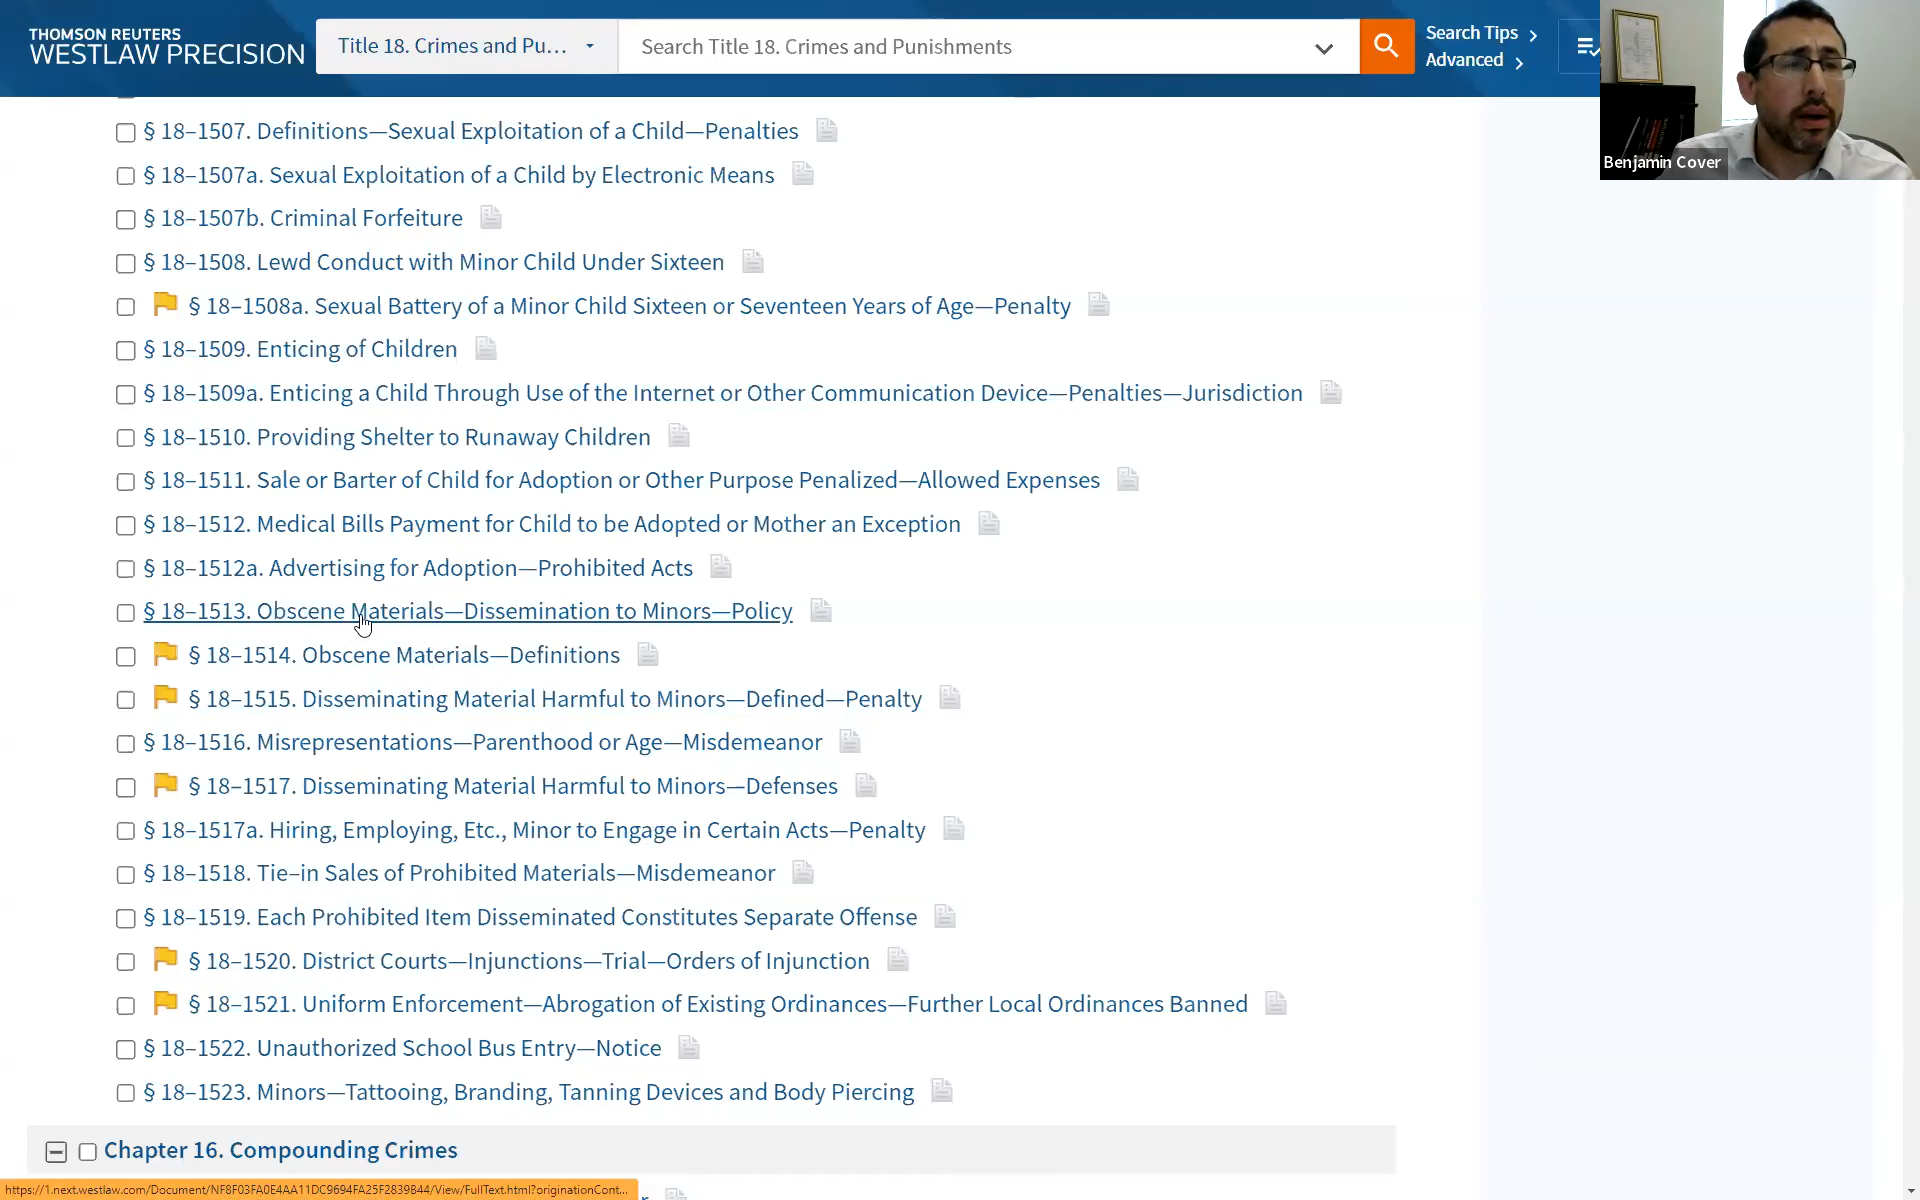 THOMSON REUTERS
WESTLAW PRECISION
Title 18. Crimes and Pu...
Search Title 18. Crimes and Punishments
Search Tips
Advanced
Benjamin Cover
§ 18–1507. Definitions—Sexual Exploitation of a Child—Penalties
§ 18–1507a. Sexual Exploitation of a Child by Electronic Means
§ 18–1507b. Criminal Forfeiture
§ 18–1508. Lewd Conduct with Minor Child Under Sixteen
§ 18–1508a. Sexual Battery of a Minor Child Sixteen or Seventeen Years of Age—Penalty
§ 18–1509. Enticing of Children
§ 18–1509a. Enticing a Child Through Use of the Internet or Other Communication Device—Penalties—Jurisdiction
§ 18–1510. Providing Shelter to Runaway Children
§ 18–1511. Sale or Barter of Child for Adoption or Other Purpose Penalized—Allowed Expenses
§ 18–1512. Medical Bills Payment for Child to be Adopted or Mother an Exception
§ 18–1512a. Advertising for Adoption—Prohibited Acts
§ 18–1513. Obscene Materials—Dissemination to Minors—Policy
§ 18–1514. Obscene Materials—Definitions
§ 18–1515. Disseminating Material Harmful to Minors—Defined—Penalty
§ 18–1516. Misrepresentations—Parenthood or Age—Misdemeanor
§ 18–1517. Disseminating Material Harmful to Minors—Defenses
§ 18–1517a. Hiring, Employing, Etc., Minor to Engage in Certain Acts—Penalty
§ 18–1518. Tie–in Sales of Prohibited Materials—Misdemeanor
§ 18–1519. Each Prohibited Item Disseminated Constitutes Separate Offense
§ 18–1520. District Courts—Injunctions—Trial—Orders of Injunction
§ 18–1521. Uniform Enforcement—Abrogation of Existing Ordinances—Further Local Ordinances Banned
§ 18–1522. Unauthorized School Bus Entry—Notice
§ 18–1523. Minors—Tattooing, Branding, Tanning Devices and Body Piercing
Chapter 16. Compounding Crimes
https://1.next.westlaw.com/Document/NF8F03FA0E4AA11DC9694FA25F2839B44/View/FullText.html?originationCont...